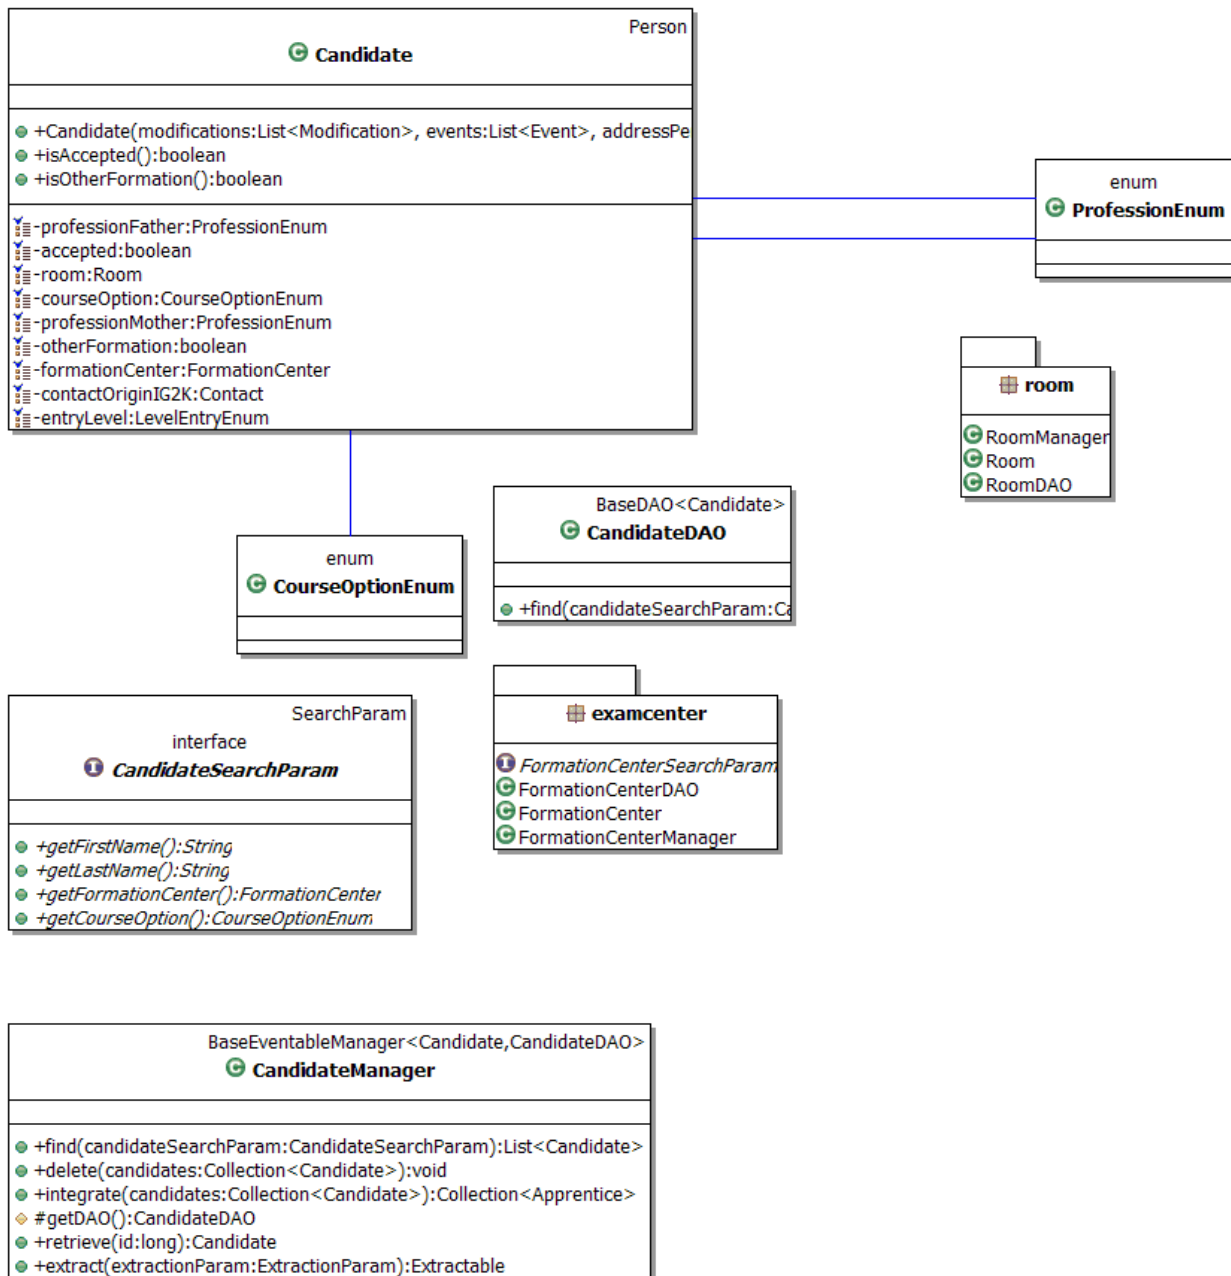 Person
Candidate
+Candidate(modifications:List<Modification>, events:List<Event>, addressPe
+isAccepted():boolean
+isOtherFormation():boolean
-professionFather:ProfessionEnum
-accepted:boolean
-room:Room
-courseOption:CourseOptionEnum
-professionMother:ProfessionEnum
-otherFormation:boolean
-formationCenter:FormationCenter
-contactOriginIG2K:Contact
-entryLevel:LevelEntryEnum
enum
ProfessionEnum
room
RoomManager
Room
RoomDAO
BaseDAO<Candidate>
CandidateDAO
+find(candidateSearchParam:Ca
enum
CourseOptionEnum
examcenter
FormationCenterSearchParam
FormationCenterDAO
FormationCenter
FormationCenterManager
SearchParam
interface
CandidateSearchParam
+getFirstName():String
+getLastName():String
+getFormationCenter():FormationCenter
+getCourseOption():CourseOptionEnum
BaseEventableManager<Candidate,CandidateDAO>
CandidateManager
+find(candidateSearchParam:CandidateSearchParam):List<Candidate>
+delete(candidates:Collection<Candidate>):void
+integrate(candidates:Collection<Candidate>):Collection<Apprentice>
#getDAO():CandidateDAO
+retrieve(id:long):Candidate
+extract(extractionParam:ExtractionParam):Extractable